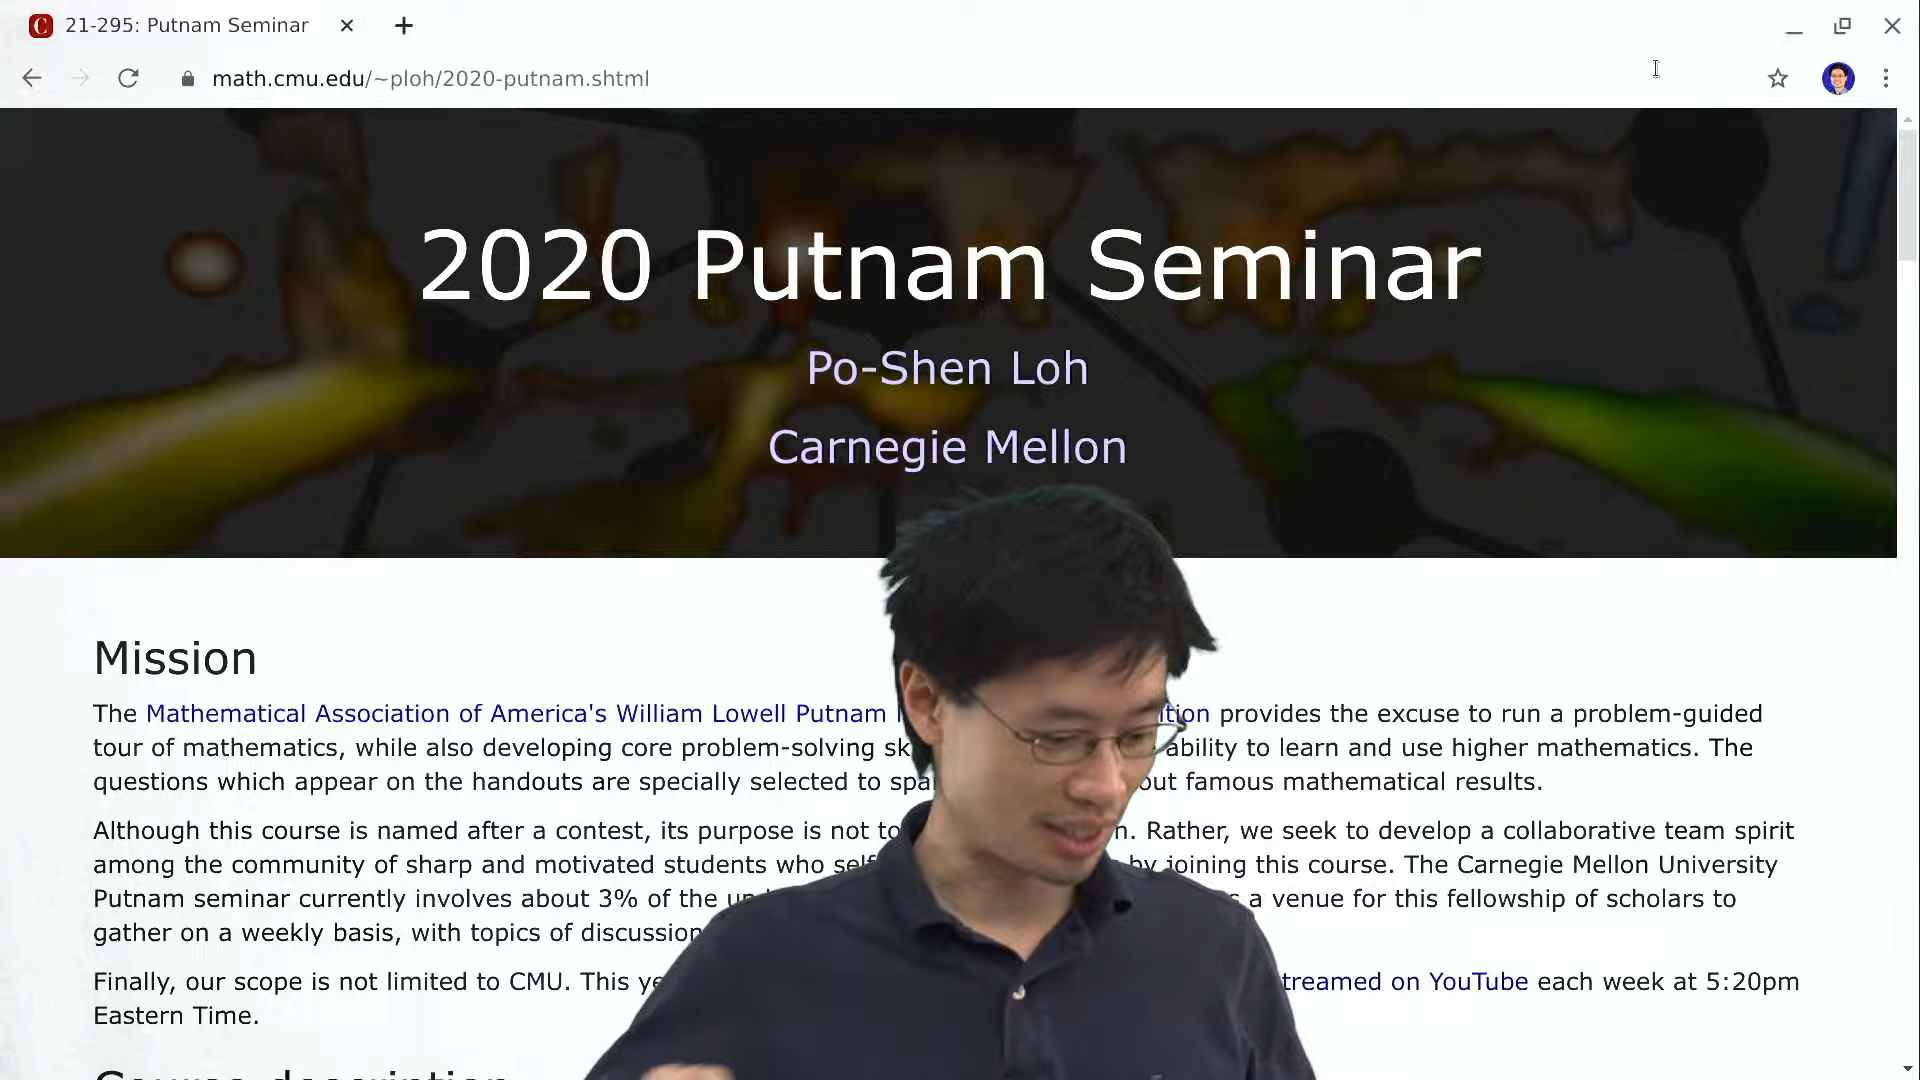 21-295: Putnam Seminar
math.cmu.edu/~ploh/2020-putnam.shtml
2020 Putnam Seminar
Po-Shen Loh
Carnegie Mellon
Mission
The Mathematical Association of America's William Lowell Putnam provides the excuse to run a problem-guided
tour of mathematics, while also developing core problem-solving ability to learn and use higher mathematics. The
questions which appear on the handouts are specially selected to famous mathematical results.
Although this course is named after a contest, its purpose is not to Rather, we seek to develop a collaborative team spirit
among the community of sharp and motivated students who by joining this course. The Carnegie Mellon University
Putnam seminar currently involves about 3% of the a venue for this fellowship of scholars to
gather on a weekly basis, with topics of discussion
Finally, our scope is not limited to CMU. This streamed on YouTube each week at 5:20pm
Eastern Time.
Course description